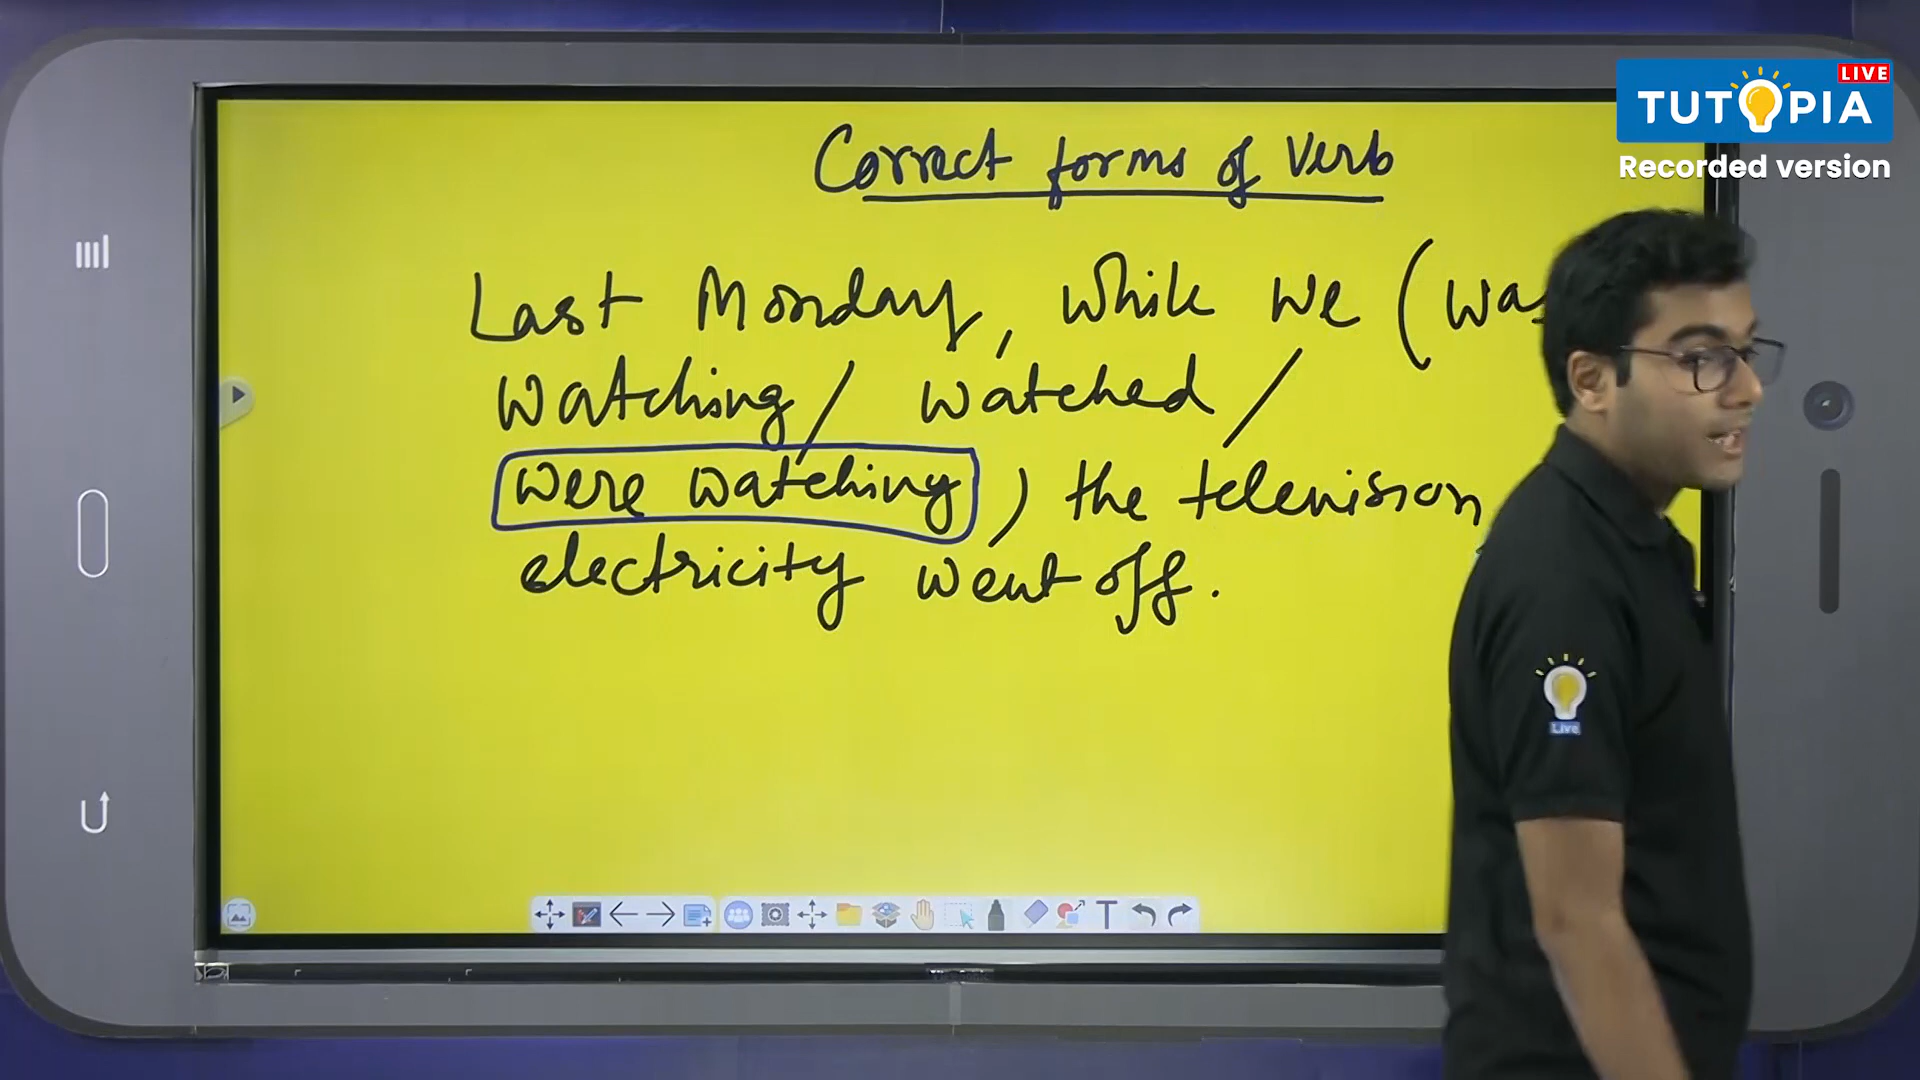 LIVE
TUTOPIA
Recorded version
Correct forms of Verb
Last Monday, while we (
watching / watched /
were watching ) the television
electricity went off.
Live